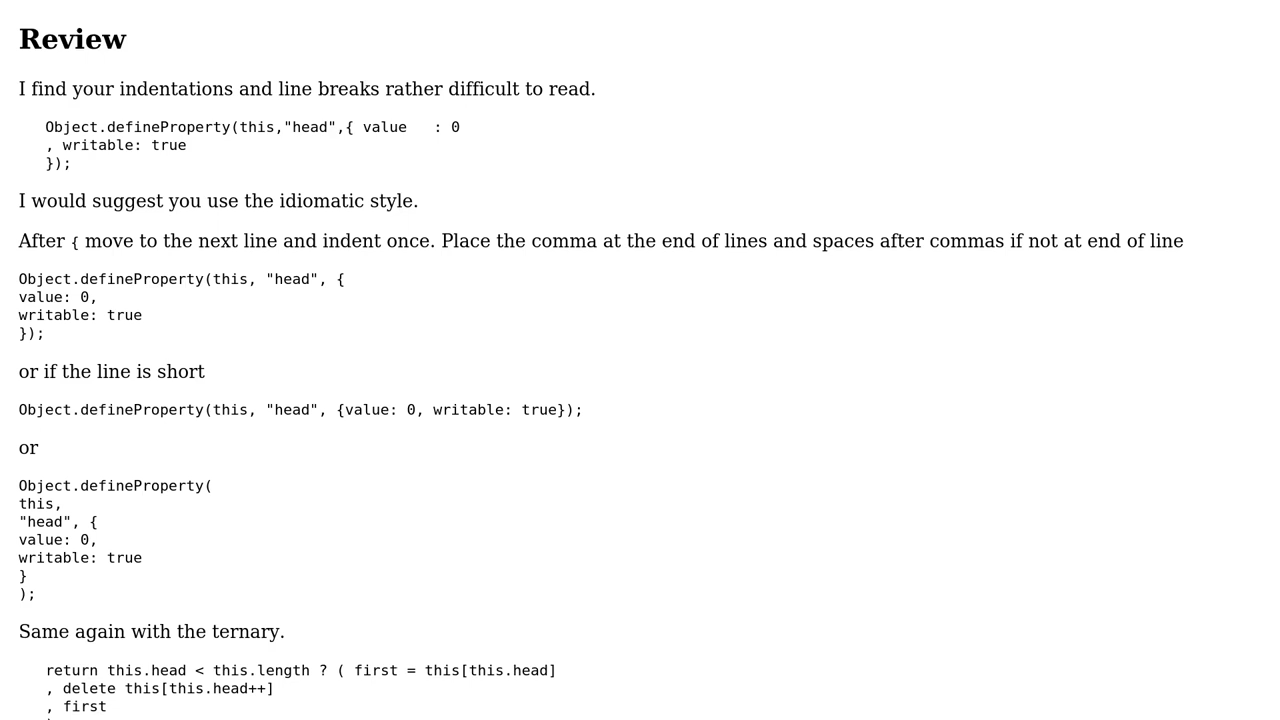 Review
I find your indentations and line breaks rather difficult to read.
Object.defineProperty(this,"head",{ value   : 0
, writable: true
});
I would suggest you use the idiomatic style.
After { move to the next line and indent once. Place the comma at the end of lines and spaces after commas if not at end of line
Object.defineProperty(this, "head", {
value: 0,
writable: true
});
or if the line is short
Object.defineProperty(this, "head", {value: 0, writable: true});
or
Object.defineProperty(
this,
"head", {
value: 0,
writable: true
}
);
Same again with the ternary.
return this.head < this.length ? ( first = this[this.head]
, delete this[this.head++]
, first